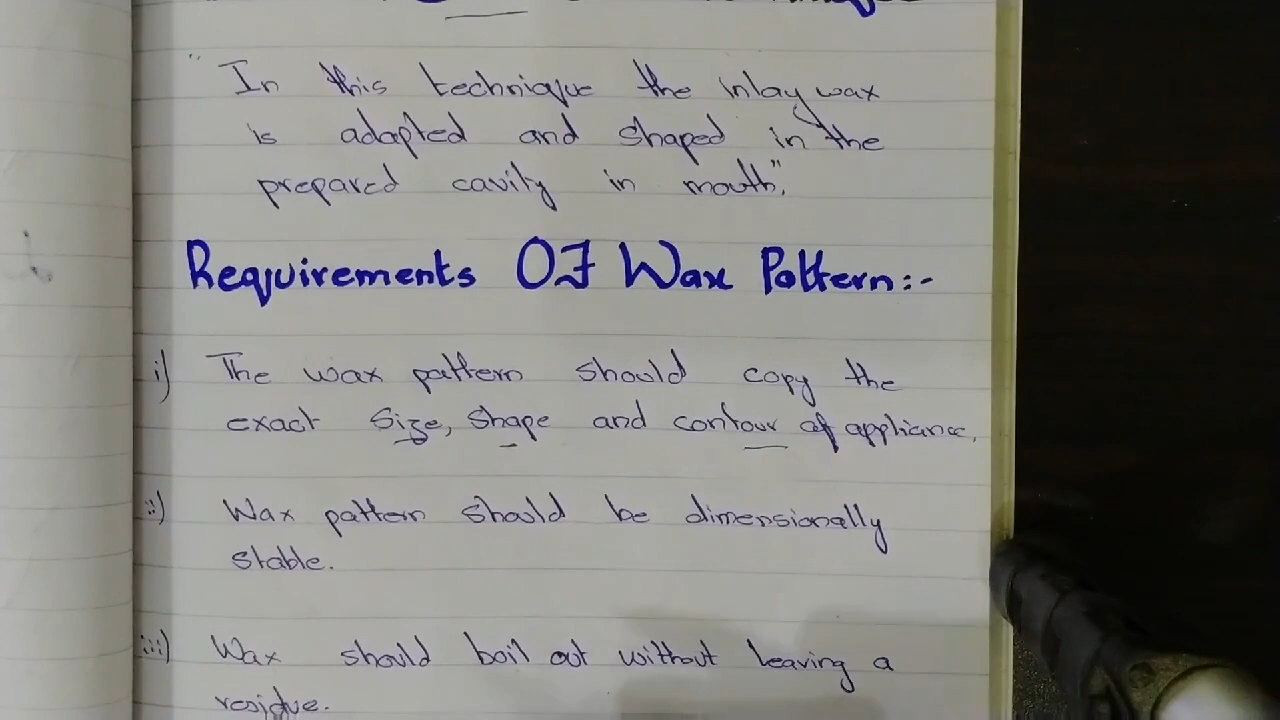 "In this technique the inlay wax
is adapted and shaped in the
prepared cavity in mouth".
Requirements Of Wax Pattern:-
i) The wax pattern should copy the
exact size, shape and contour of appliance.
ii) Wax pattern should be dimensionally
stable.
iii) Wax should boil out without leaving a
residue.